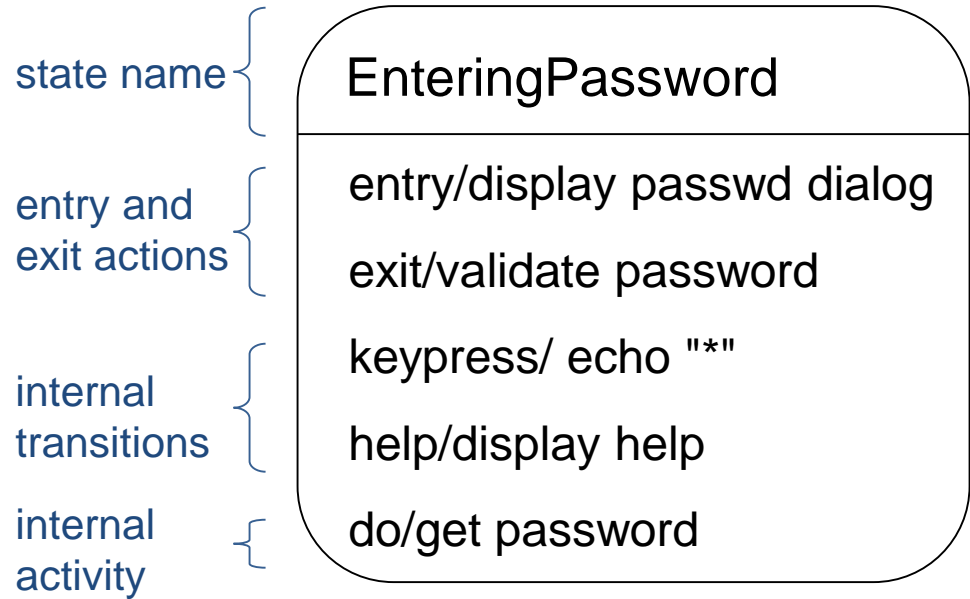 state name
EnteringPassword
entry and
exit actions
entry/display passwd dialog
exit/validate password
internal
transitions
keypress/ echo "*"
help/display help
internal
activity
do/get password